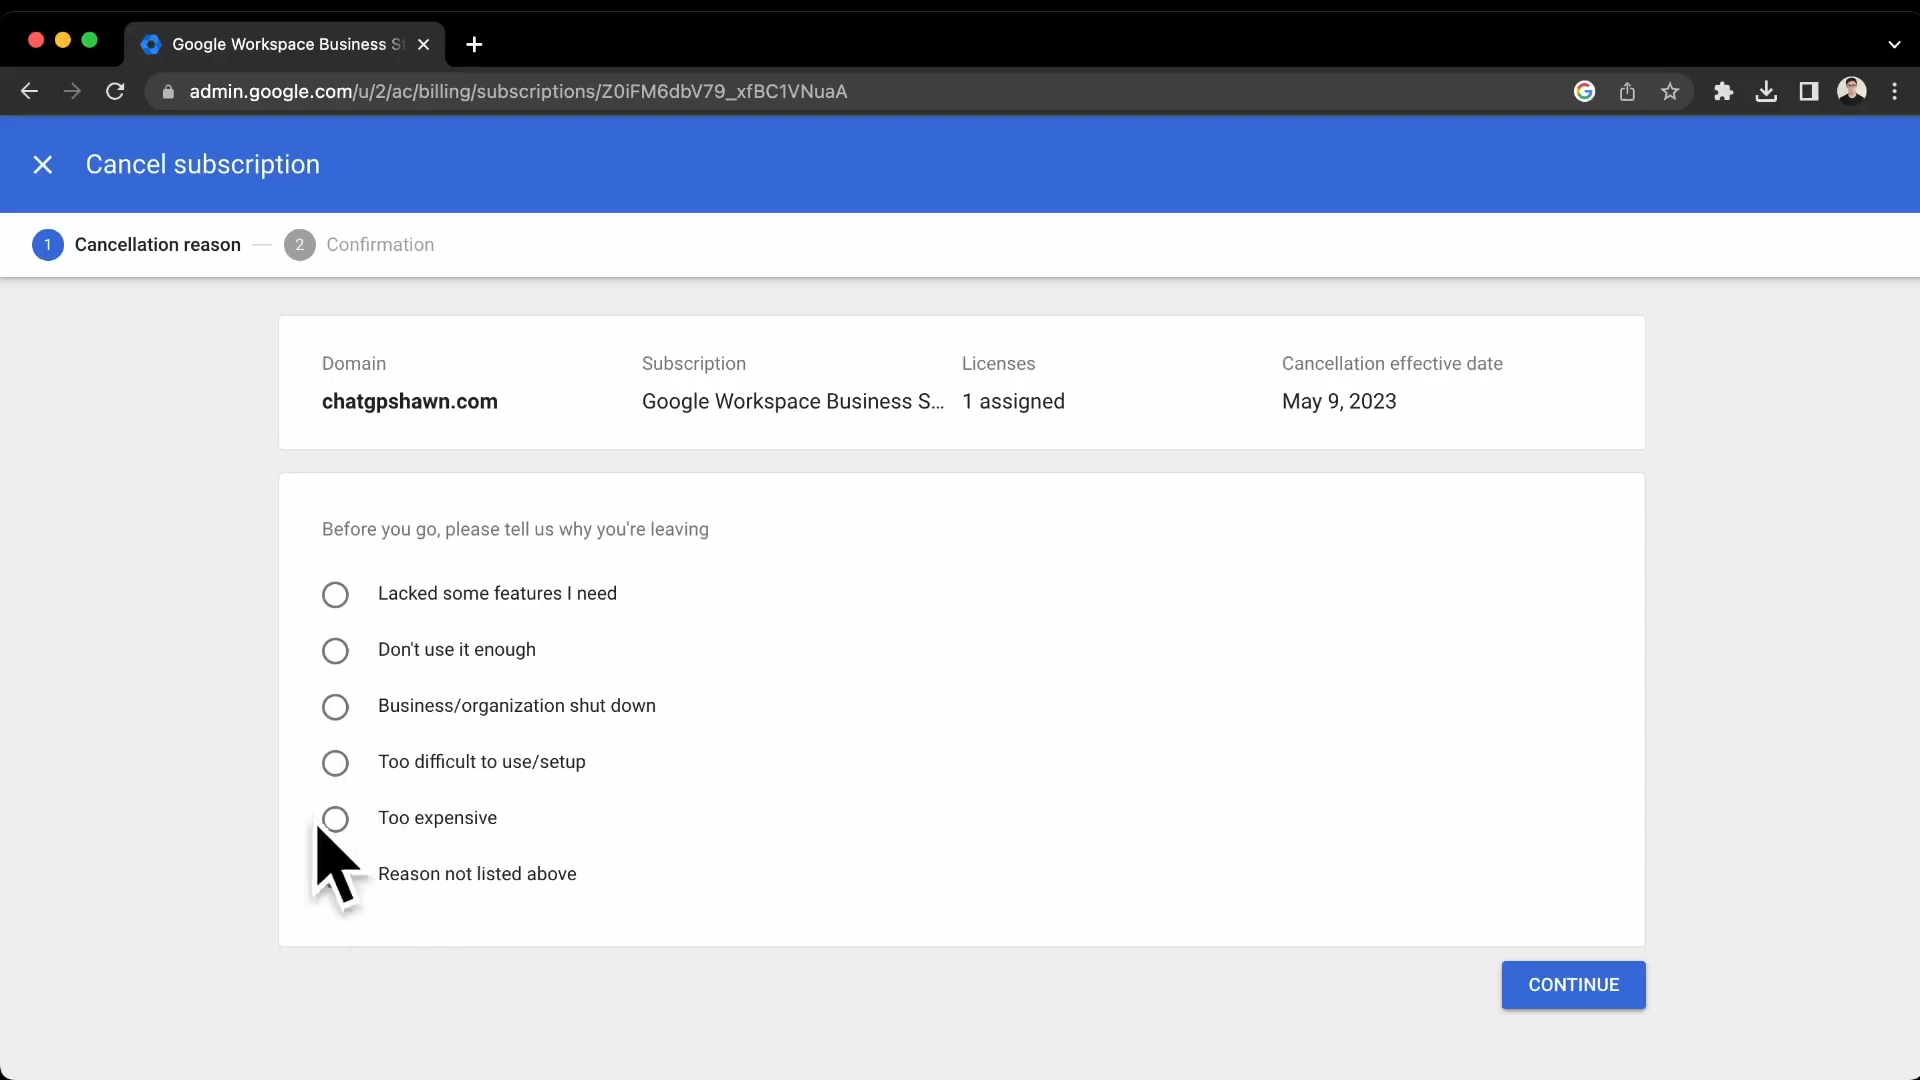 Google Workspace Business S
admin.google.com/u/2/ac/billing/subscriptions/Z0iFM6dbV79_xfBC1VNuaA
Cancel subscription
1 Cancellation reason
2 Confirmation
Domain
chatgpshawn.com
Subscription
Google Workspace Business S...
Licenses
1 assigned
Cancellation effective date
May 9, 2023
Before you go, please tell us why you're leaving
Lacked some features I need
Don't use it enough
Business/organization shut down
Too difficult to use/setup
Too expensive
Reason not listed above
CONTINUE